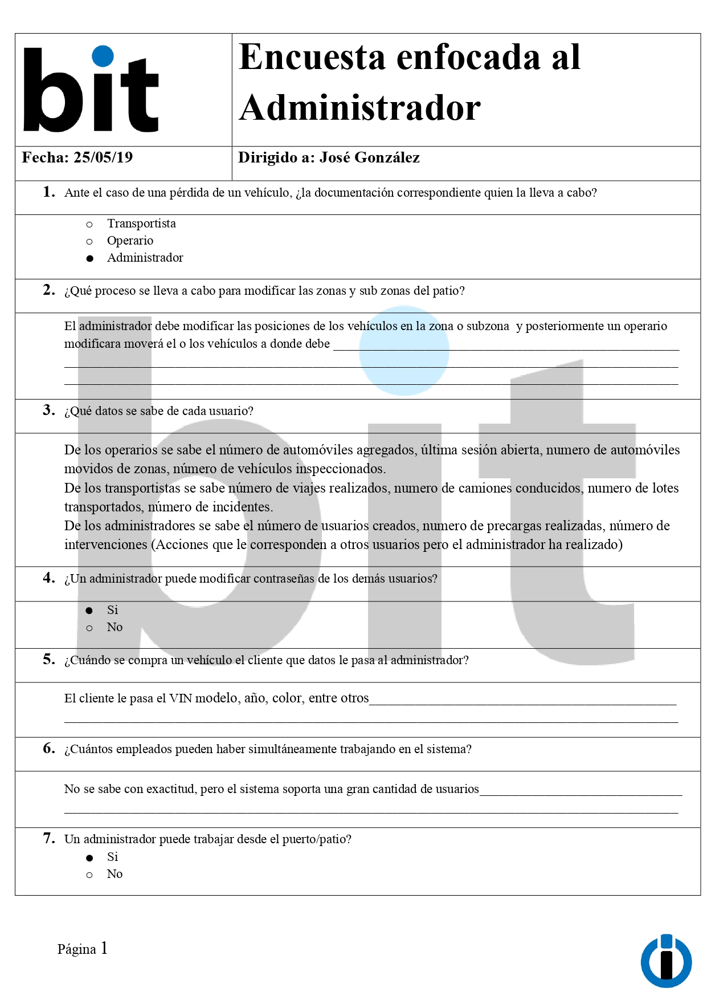 bit
Encuesta enfocada al
Administrador
Fecha: 25/05/19
Dirigido a: José González
1. Ante el caso de una pérdida de un vehículo, ¿la documentación correspondiente quien la lleva a cabo?
○ Transportista
○ Operario
● Administrador
2. ¿Qué proceso se lleva a cabo para modificar las zonas y sub zonas del patio?
El administrador debe modificar las posiciones de los vehículos en la zona o subzona  y posteriormente un operario
modificara moverá el o los vehículos a donde debe
3. ¿Qué datos se sabe de cada usuario?
De los operarios se sabe el número de automóviles agregados, última sesión abierta, numero de automóviles
movidos de zonas, número de vehículos inspeccionados.
De los transportistas se sabe número de viajes realizados, numero de camiones conducidos, numero de lotes
transportados, número de incidentes.
De los administradores se sabe el número de usuarios creados, numero de precargas realizadas, número de
intervenciones (Acciones que le corresponden a otros usuarios pero el administrador ha realizado)
4. ¿Un administrador puede modificar contraseñas de los demás usuarios?
● Si
○ No
5. ¿Cuándo se compra un vehículo el cliente que datos le pasa al administrador?
El cliente le pasa el VIN modelo, año, color, entre otros
6. ¿Cuántos empleados pueden haber simultáneamente trabajando en el sistema?
No se sabe con exactitud, pero el sistema soporta una gran cantidad de usuarios
7. Un administrador puede trabajar desde el puerto/patio?
● Si
○ No
bit
Página 1